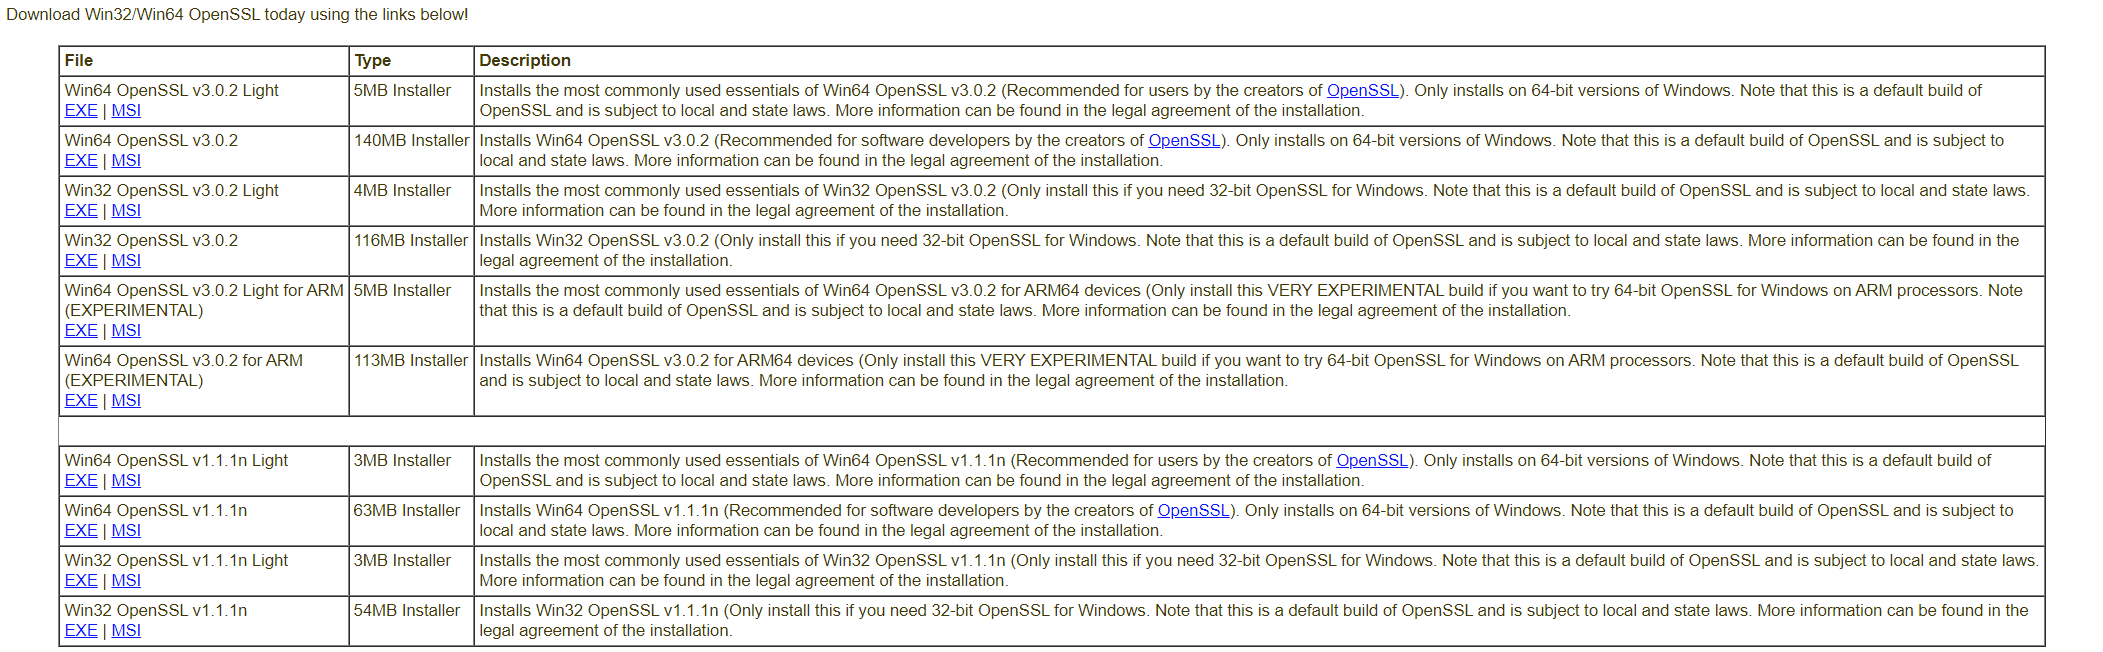 Download Win32/Win64 OpenSSL today using the links below!
File Type Description
Win64 OpenSSL v3.0.2 Light
EXE | MSI
5MB Installer
Installs the most commonly used essentials of Win64 OpenSSL v3.0.2 (Recommended for users by the creators of OpenSSL). Only installs on 64-bit versions of Windows. Note that this is a default build of
OpenSSL and is subject to local and state laws. More information can be found in the legal agreement of the installation.
Win64 OpenSSL v3.0.2
EXE | MSI
140MB Installer
Installs Win64 OpenSSL v3.0.2 (Recommended for software developers by the creators of OpenSSL). Only installs on 64-bit versions of Windows. Note that this is a default build of OpenSSL and is subject to
local and state laws. More information can be found in the legal agreement of the installation.
Win32 OpenSSL v3.0.2 Light
EXE | MSI
4MB Installer
Installs the most commonly used essentials of Win32 OpenSSL v3.0.2 (Only install this if you need 32-bit OpenSSL for Windows. Note that this is a default build of OpenSSL and is subject to local and state laws.
More information can be found in the legal agreement of the installation.
Win32 OpenSSL v3.0.2
EXE | MSI
116MB Installer
Installs Win32 OpenSSL v3.0.2 (Only install this if you need 32-bit OpenSSL for Windows. Note that this is a default build of OpenSSL and is subject to local and state laws. More information can be found in the
legal agreement of the installation.
Win64 OpenSSL v3.0.2 Light for ARM
(EXPERIMENTAL)
EXE | MSI
5MB Installer
Installs the most commonly used essentials of Win64 OpenSSL v3.0.2 for ARM64 devices (Only install this VERY EXPERIMENTAL build if you want to try 64-bit OpenSSL for Windows on ARM processors. Note
that this is a default build of OpenSSL and is subject to local and state laws. More information can be found in the legal agreement of the installation.
Win64 OpenSSL v3.0.2 for ARM
(EXPERIMENTAL)
EXE | MSI
113MB Installer
Installs Win64 OpenSSL v3.0.2 for ARM64 devices (Only install this VERY EXPERIMENTAL build if you want to try 64-bit OpenSSL for Windows on ARM processors. Note that this is a default build of OpenSSL
and is subject to local and state laws. More information can be found in the legal agreement of the installation.
Win64 OpenSSL v1.1.1n Light
EXE | MSI
3MB Installer
Installs the most commonly used essentials of Win64 OpenSSL v1.1.1n (Recommended for users by the creators of OpenSSL). Only installs on 64-bit versions of Windows. Note that this is a default build of
OpenSSL and is subject to local and state laws. More information can be found in the legal agreement of the installation.
Win64 OpenSSL v1.1.1n
EXE | MSI
63MB Installer
Installs Win64 OpenSSL v1.1.1n (Recommended for software developers by the creators of OpenSSL). Only installs on 64-bit versions of Windows. Note that this is a default build of OpenSSL and is subject to
local and state laws. More information can be found in the legal agreement of the installation.
Win32 OpenSSL v1.1.1n Light
EXE | MSI
3MB Installer
Installs the most commonly used essentials of Win32 OpenSSL v1.1.1n (Only install this if you need 32-bit OpenSSL for Windows. Note that this is a default build of OpenSSL and is subject to local and state laws.
More information can be found in the legal agreement of the installation.
Win32 OpenSSL v1.1.1n
EXE | MSI
54MB Installer
Installs Win32 OpenSSL v1.1.1n (Only install this if you need 32-bit OpenSSL for Windows. Note that this is a default build of OpenSSL and is subject to local and state laws. More information can be found in the
legal agreement of the installation.